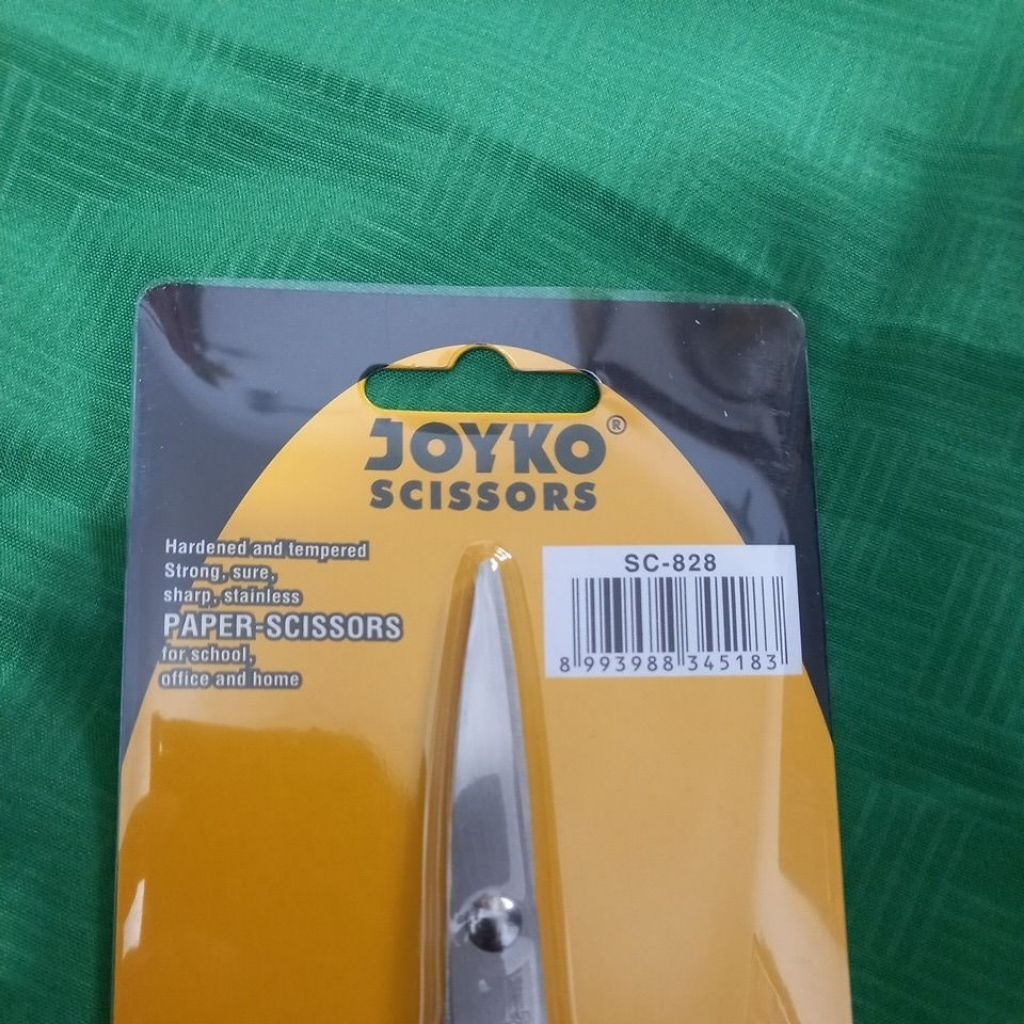 JOYKO®
SCISSORS
Hardened and tempered
Strong, sure,
sharp, stainless
PAPER-SCISSORS
for school,
office and home
SC-828
8 993988 345183